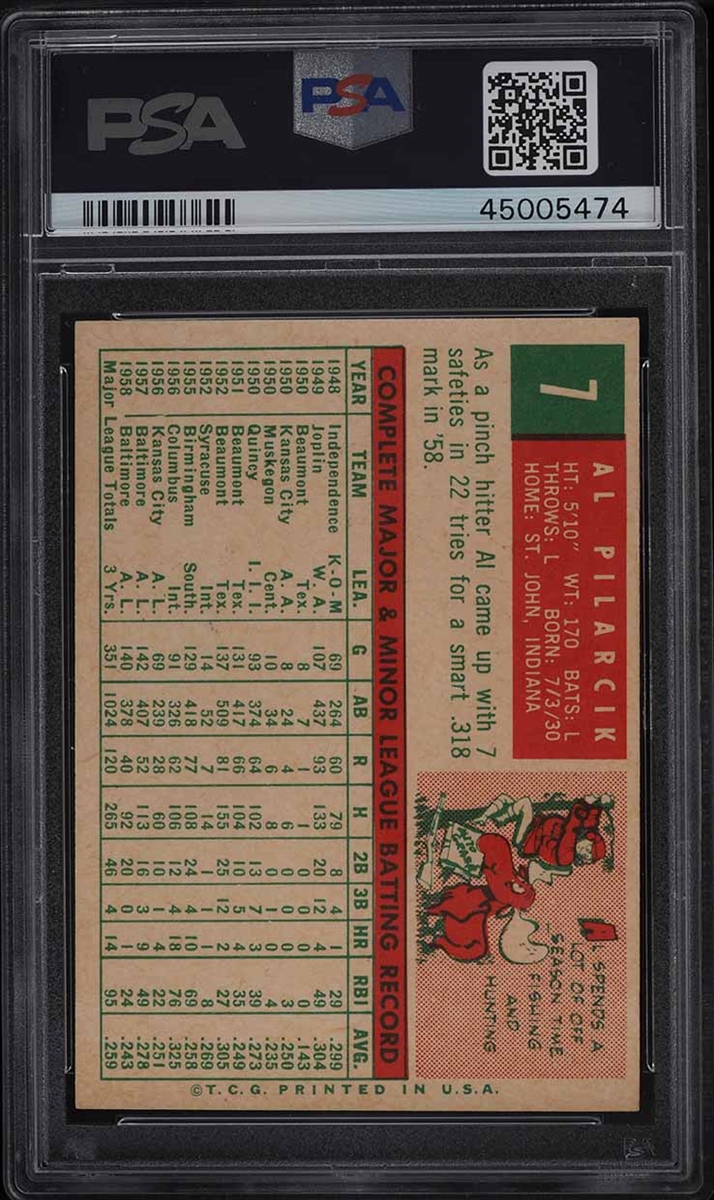 PSA
PSA
45005474
7
AL PILARCIK
HT: 5'10" WT: 170 BATS: L
THROWS: L BORN: 7/3/30
HOME: ST. JOHN, INDIANA
As a pinch hitter Al came up with 7
safeties in 22 tries for a smart .318
mark in '58.
AL SPENDS A
LOT OF OFF
SEASON TIME
FISHING
AND
HUNTING
COMPLETE MAJOR & MINOR LEAGUE BATTING RECORD
YEAR TEAM LEA. G AB R H 2B 3B HR RBI AVG.
1948 Independence K-O-M 69 264 60 79 8 4 1 29 .299
1949 Joplin W. A. 107 437 93 133 20 12 4 49 .304
1950 Beaumont Tex. 8 7 1 1 0 0 0 0 .143
1950 Kansas City A. A. 8 24 4 6 0 0 0 3 .250
1950 Muskegon Cent. 10 34 6 8 0 0 0 4 .235
1950 Quincy I. I. I. 93 374 64 102 13 7 3 39 .273
1951 Beaumont Tex. 131 417 66 104 10 5 4 35 .249
1952 Beaumont Tex. 137 509 81 155 25 12 2 27 .305
1952 Syracuse Int. 14 52 7 14 1 1 0 8 .269
1955 Birmingham South. 129 418 77 108 24 4 10 69 .258
1956 Columbus Int. 91 326 62 106 12 4 18 76 .325
1956 Kansas City A. L. 69 239 28 60 10 1 4 22 .251
1957 Baltimore A. L. 142 407 52 113 16 3 9 49 .278
1958 Baltimore A. L. 140 378 40 92 20 0 1 24 .243
Major League Totals 3 Yrs. 351 1024 120 265 46 4 14 95 .259
©T.C.G. PRINTED IN U.S.A.